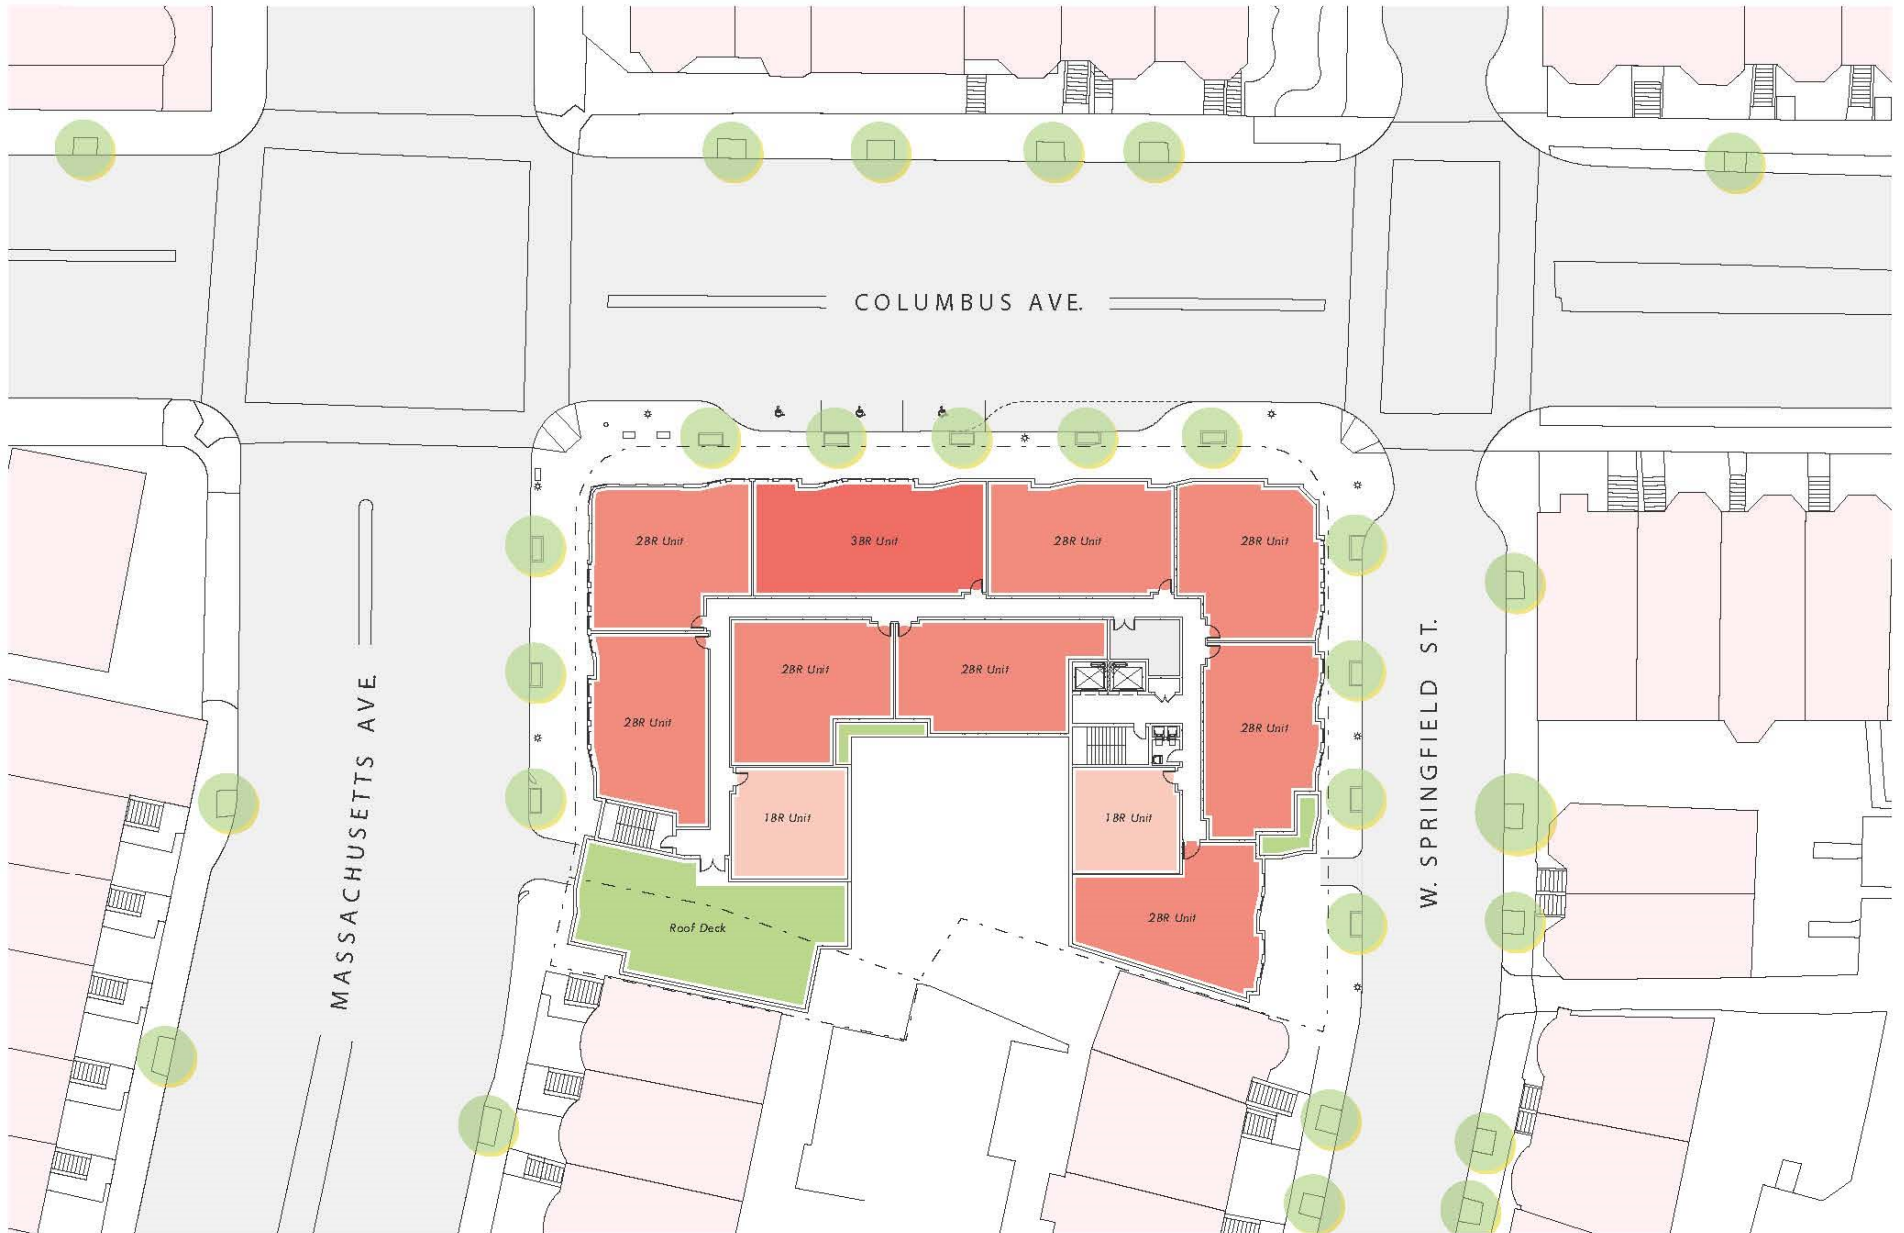 COLUMBUS AVE.
2BR Unit
3BR Unit
2BR Unit
2BR Unit
2BR Unit
2BR Unit
2BR Unit
2BR Unit
1BR Unit
1BR Unit
2BR Unit
Roof Deck
MASSACHUSETTS AVE.
W. SPRINGFIELD ST.